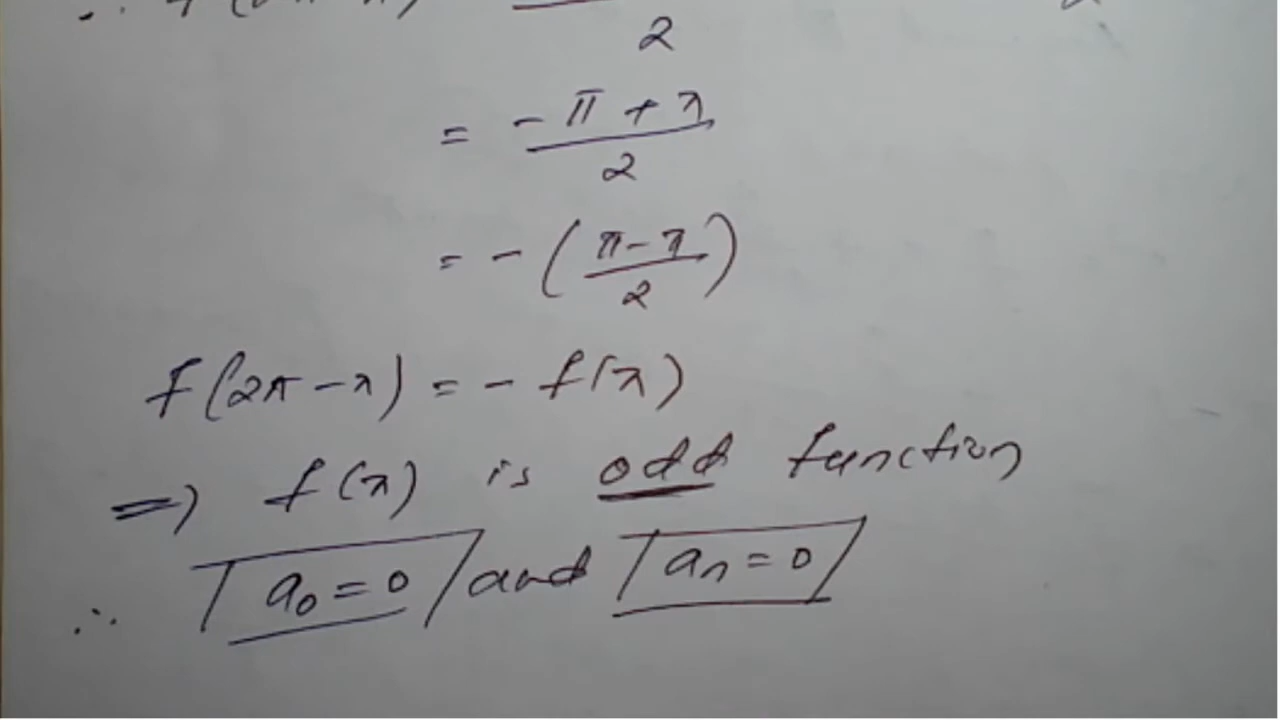 2
= (-π + x)/2
= -((π-x)/2)
f(2π-x) = -f(x)
⇒ f(x) is odd function
∴ a₀=0 and aₙ=0